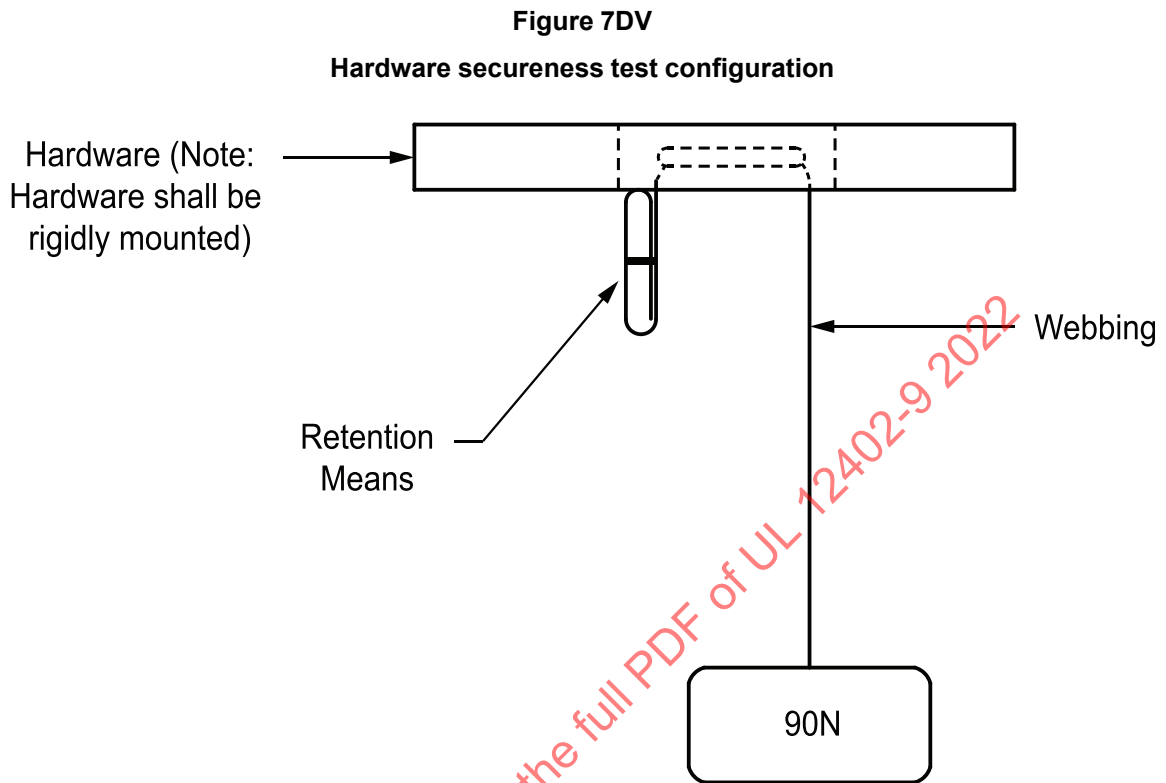 Figure 7DV
Hardware secureness test configuration
Hardware (Note:
Hardware shall be
rigidly mounted)
Webbing
Retention
Means
90N
the full PDF of UL 12402-9 2022